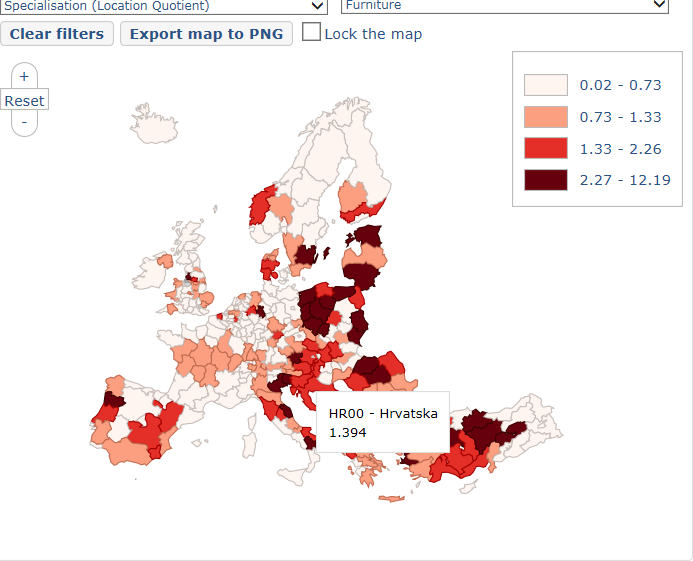 Specialisation (Location Quotient)
Furniture
Clear filters
Export map to PNG
Lock the map
+
Reset
-
0.02 - 0.73
0.73 - 1.33
1.33 - 2.26
2.27 - 12.19
HR00 - Hrvatska
1.394